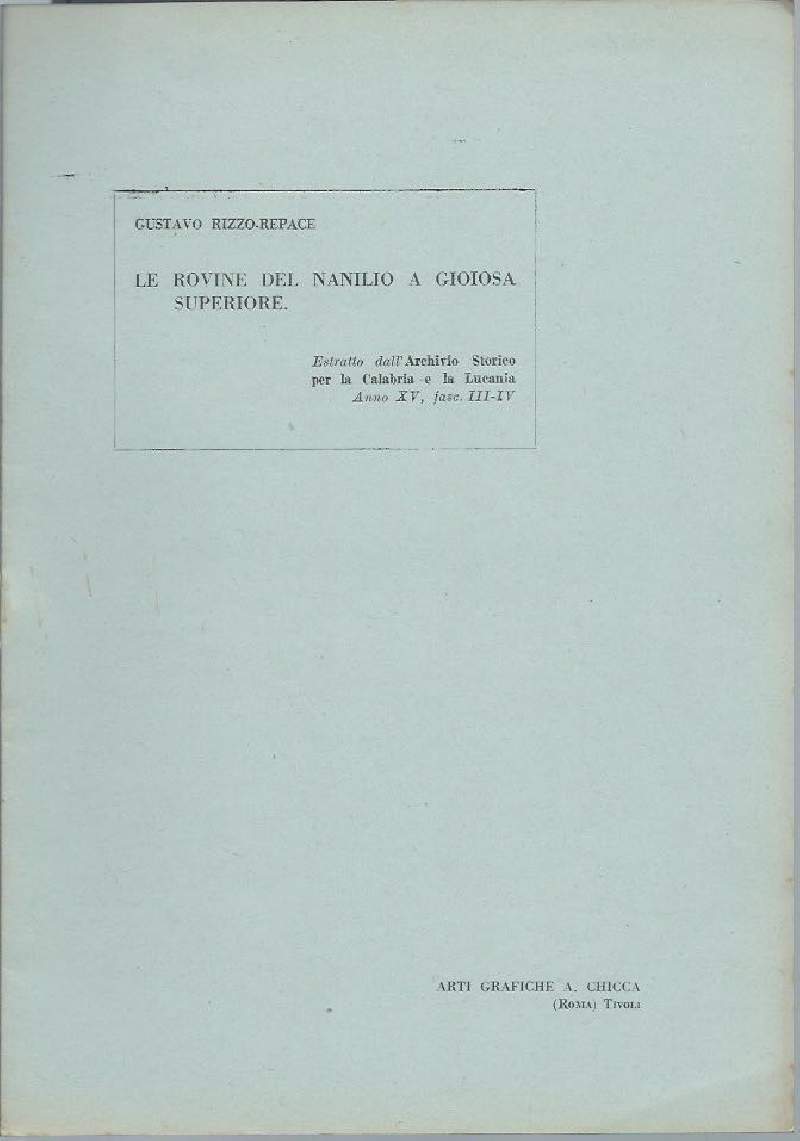 GUSTAVO RIZZO-REPACE
LE ROVINE DEL NANILIO A GIOIOSA
SUPERIORE.
Estratto dall'Archivio Storico
per la Calabria e la Lucania
Anno XV, fasc. III-IV
ARTI GRAFICHE A. CHICCA
(ROMA) TIVOLI